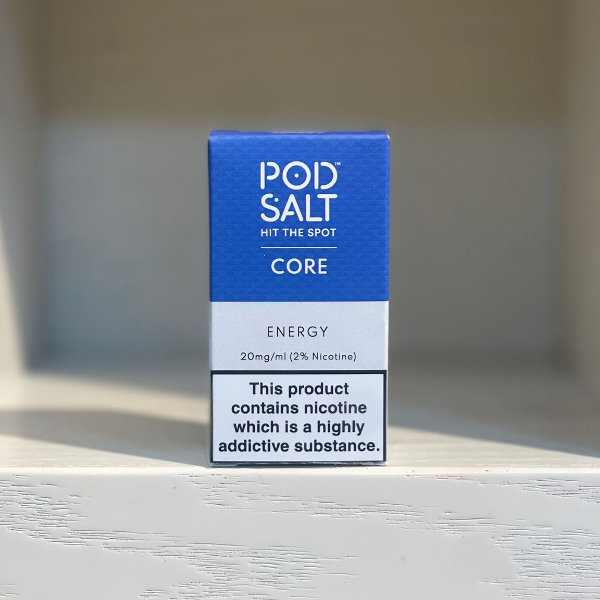 POD™
SALT
HIT THE SPOT
CORE
ENERGY
20mg/ml (2% Nicotine)
This product
contains nicotine
which is a highly
addictive substance.